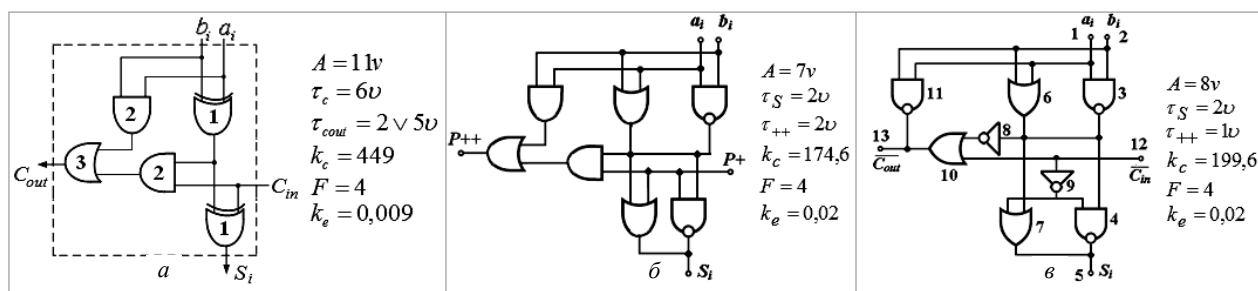 b_i a_i
2
1
3
2
C_out
C_in
1
S_i
A = 11v
τ_c = 6υ
τ_cout = 2 ∨ 5υ
k_c = 449
F = 4
k_e = 0,009
а
a_i b_i
P++
P+
S_i
A = 7v
τ_S = 2υ
τ_++ = 2υ
k_c = 174,6
F = 4
k_e = 0,02
б
a_i b_i
1 2
11
6
3
13
8
12
C_out
C_in
10
9
7
4
5 S_i
A = 8v
τ_S = 2υ
τ_++ = 1υ
k_c = 199,6
F = 4
k_e = 0,02
в